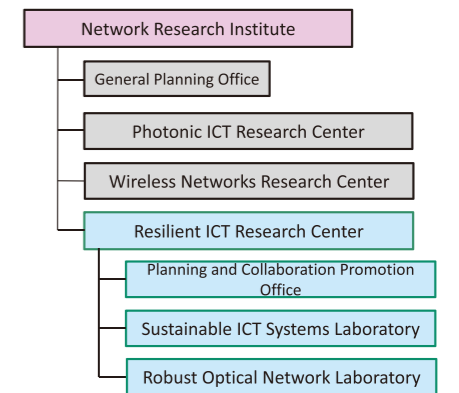 Network Research Institute
General Planning Office
Photonic ICT Research Center
Wireless Networks Research Center
Resilient ICT Research Center
Planning and Collaboration Promotion
Office
Sustainable ICT Systems Laboratory
Robust Optical Network Laboratory